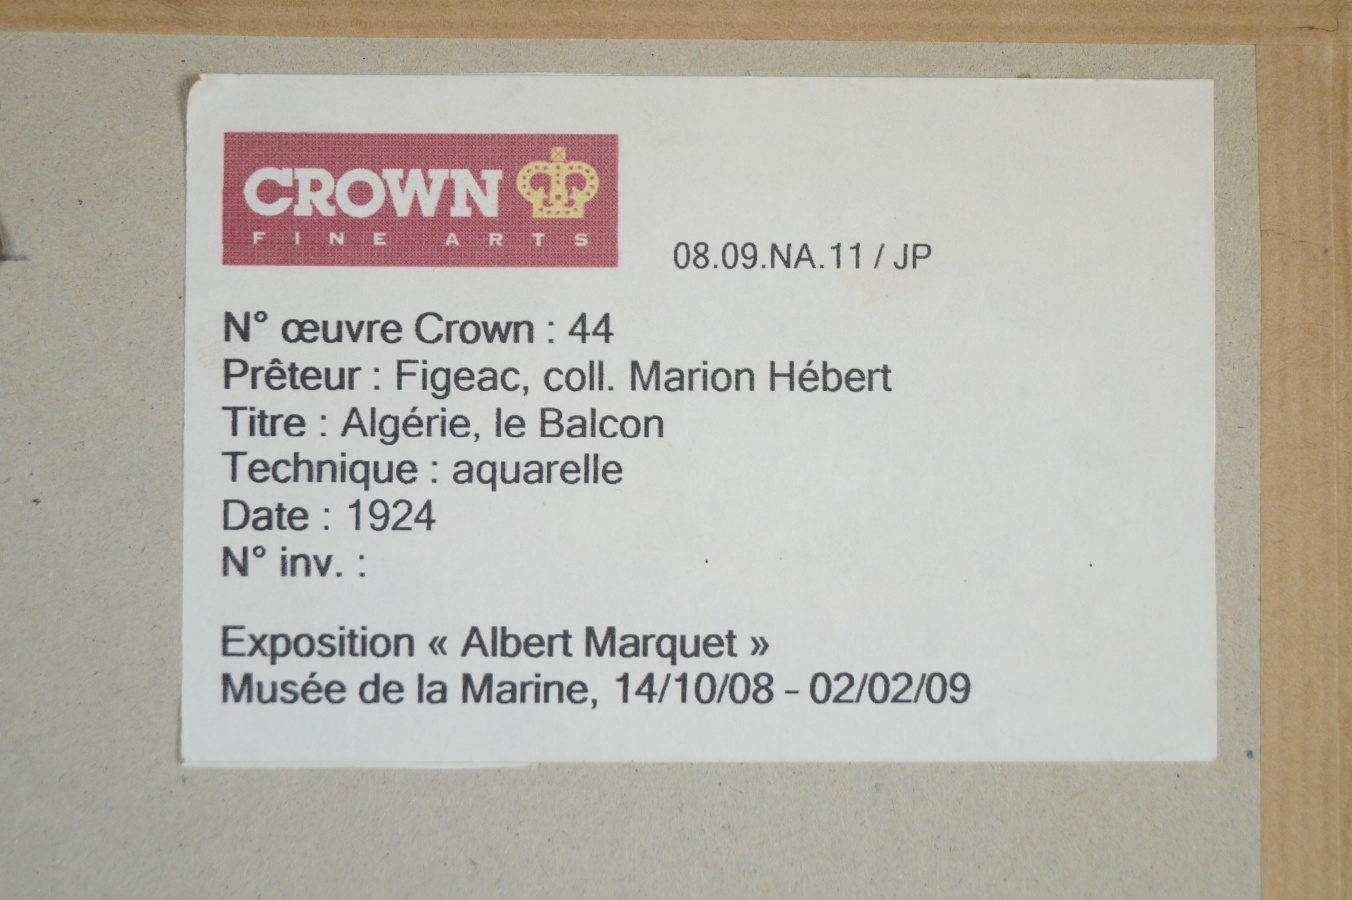 CROWN
FINE ARTS
08.09.NA.11 / JP
N° œuvre Crown : 44
Prêteur : Figeac, coll. Marion Hébert
Titre : Algérie, le Balcon
Technique : aquarelle
Date : 1924
N° inv. :
Exposition « Albert Marquet »
Musée de la Marine, 14/10/08 - 02/02/09